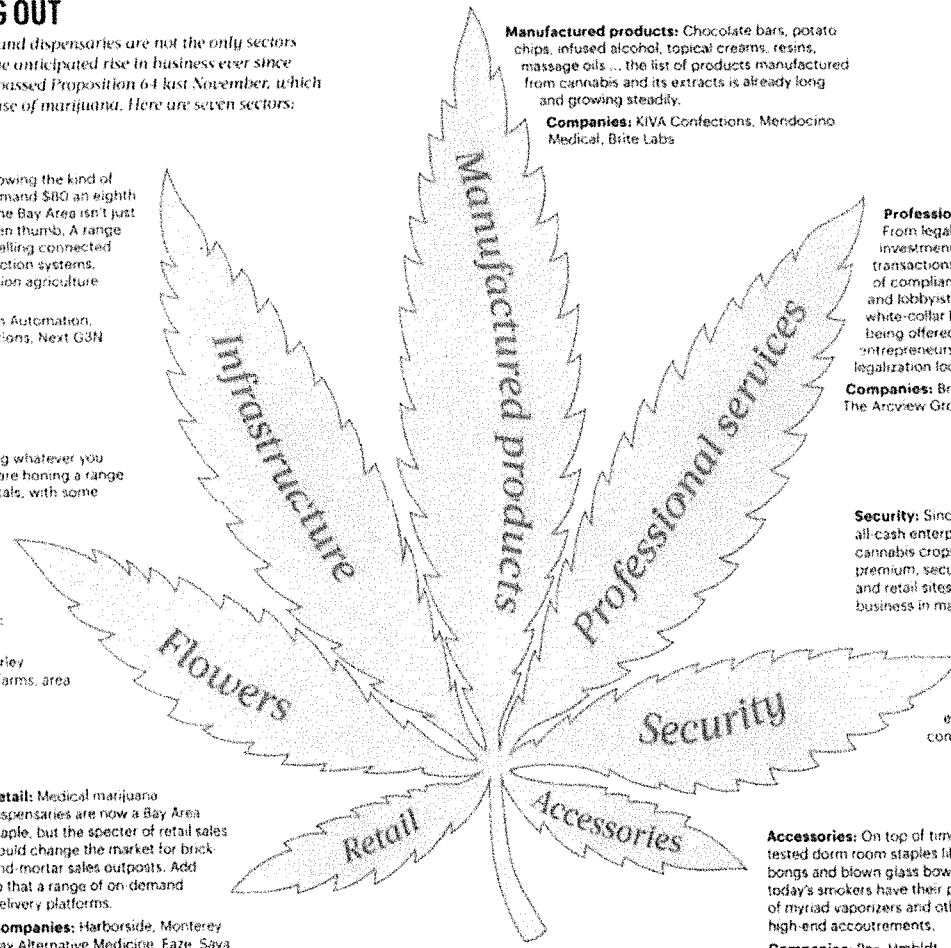 G OUT
and dispensaries are not the only sectors
e anticipated rise in business ever since
passed Proposition 64 last November, which
se of marijuana. Here are seven sectors:
Manufactured products: Chocolate bars, potato
chips, infused alcohol, topical creams, resins,
massage oils ... the list of products manufactured
from cannabis and its extracts is already long
and growing steadily.
Companies: KIVA Confections, Mendocino
Medical, Brite Labs
owing the kind of
mand $80 an eighth
he Bay Area isn't just
en thumb. A range
elling connected
ction systems,
ion agriculture
n Automation,
tions, Next G3N
Professio
From legal
investmen
transaction
of complian
and lobbyist
white-collar
being offere
entrepreneur
legalization loo
Companies: Br
The Arcview Gro
Manufactured products
Infrastructure
Professional services
g whatever you
are honing a range
tals, with some
Security: Sinc
all-cash enterp
cannabis crop
premium, secu
and retail sites
business in ma
rley
arms, area
Flowers
Security
e
con
etail: Medical marijuana
ispensaries are now a Bay Area
aple, but the specter of retail sales
ould change the market for brick-
nd-mortar sales outposts. Add
o that a range of on-demand
elivery platforms.
ompanies: Harborside, Monterey
ay Alternative Medicine, Eaze, Sava
Retail
Accessories
Accessories: On top of tim
tested dorm room staples li
bongs and blown glass bow
today's smokers have their p
of myriad vaporizers and oth
high-end accoutrements.